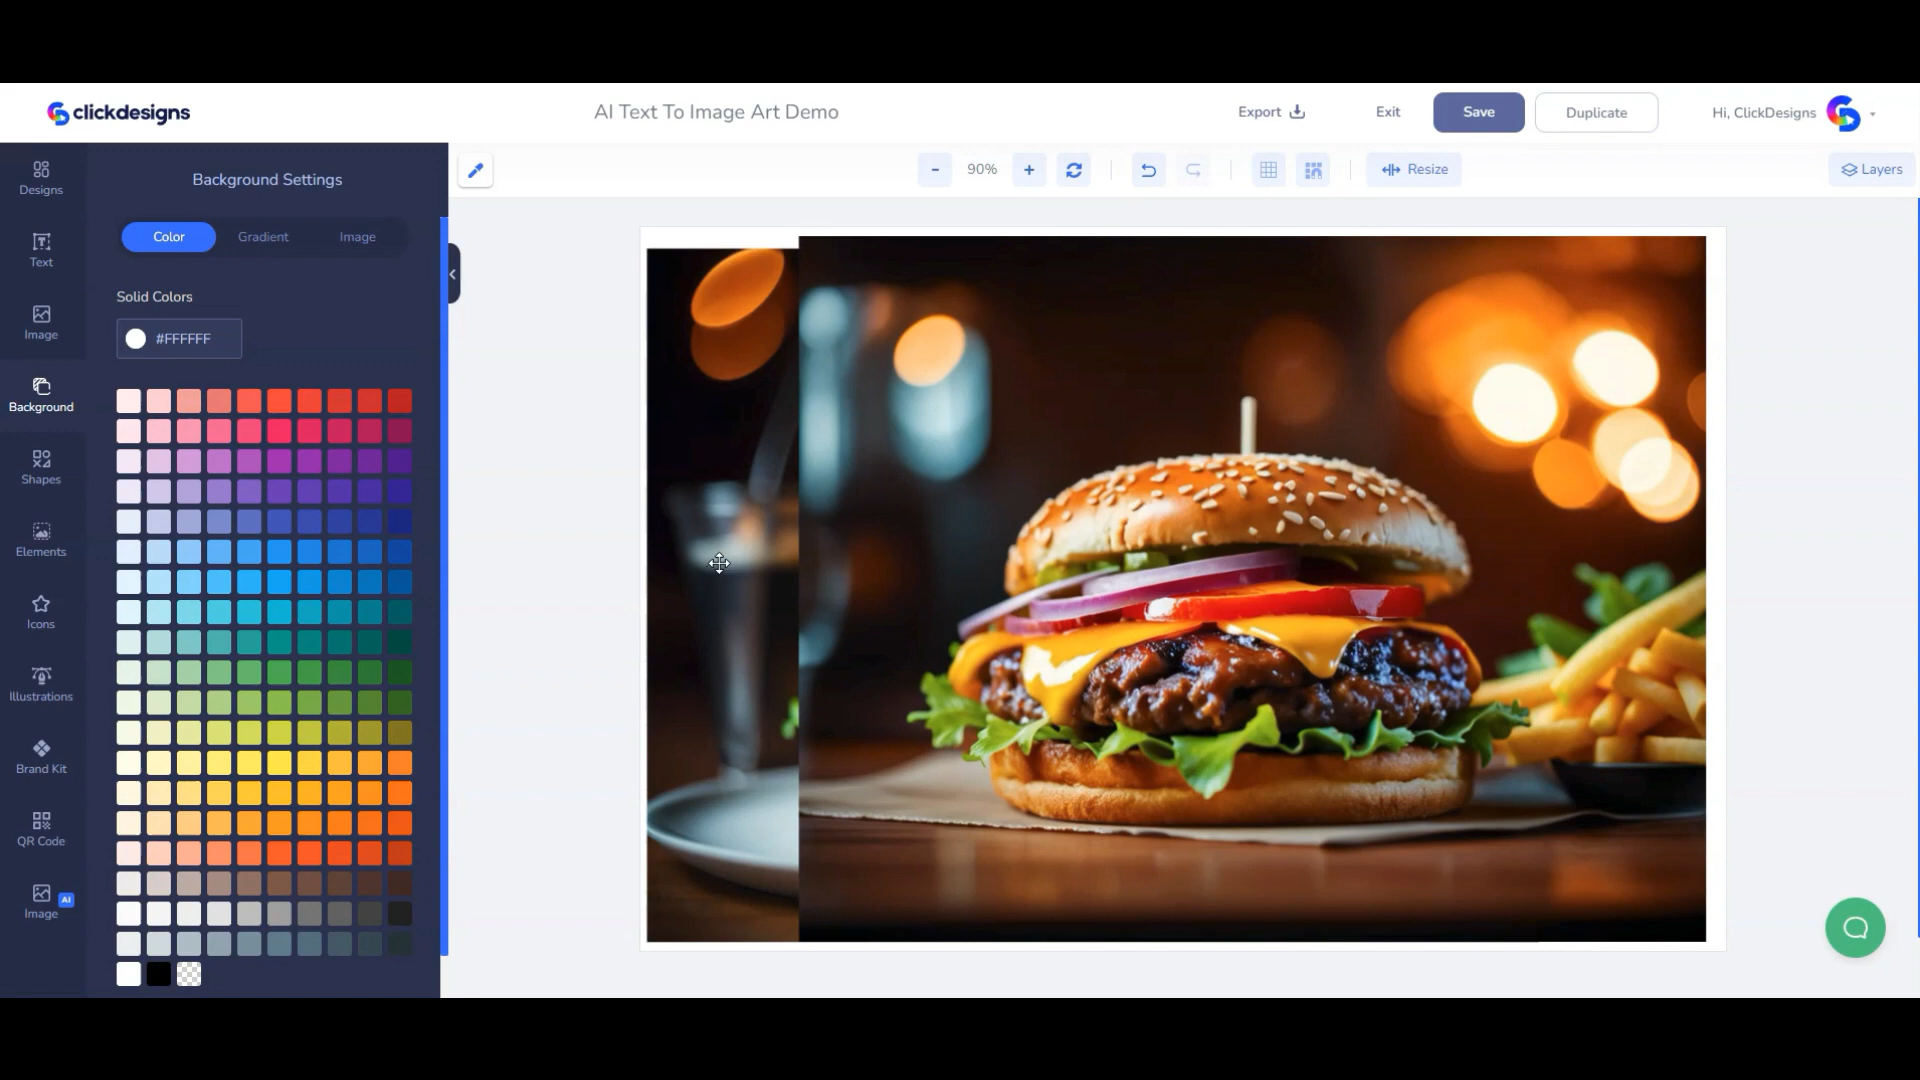 clickdesigns
AI Text To Image Art Demo
Export
Exit
Save
Duplicate
Hi, ClickDesigns
Designs
Text
Image
Background
Shapes
Elements
Icons
Illustrations
Brand Kit
QR Code
Image
AI
Background Settings
Color
Gradient
Image
Solid Colors
#FFFFFF
-
90%
+
Resize
Layers